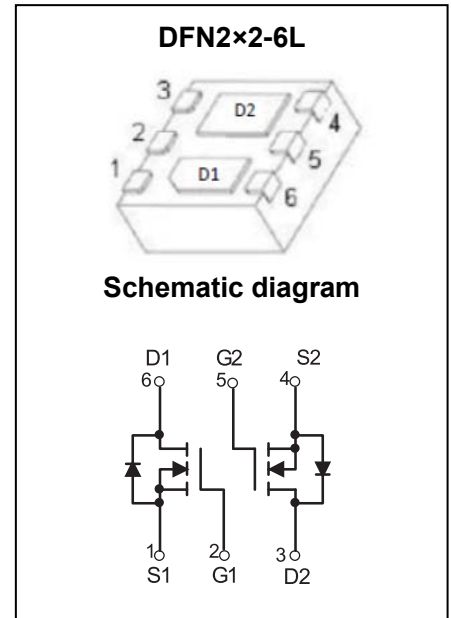 DFN2×2-6L
3
D2
4
2
5
1
D1
6
Schematic diagram
D1 G2 S2
6 5 4
1 2 3
S1 G1 D2